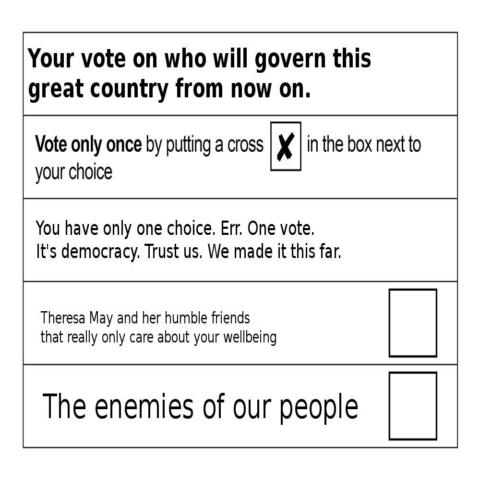 Your vote on who will govern this
great country from now on.
Vote only once by putting a cross X in the box next to
your choice
You have only one choice. Err. One vote.
It's democracy. Trust us. We made it this far.
Theresa May and her humble friends
that really only care about your wellbeing
The enemies of our people